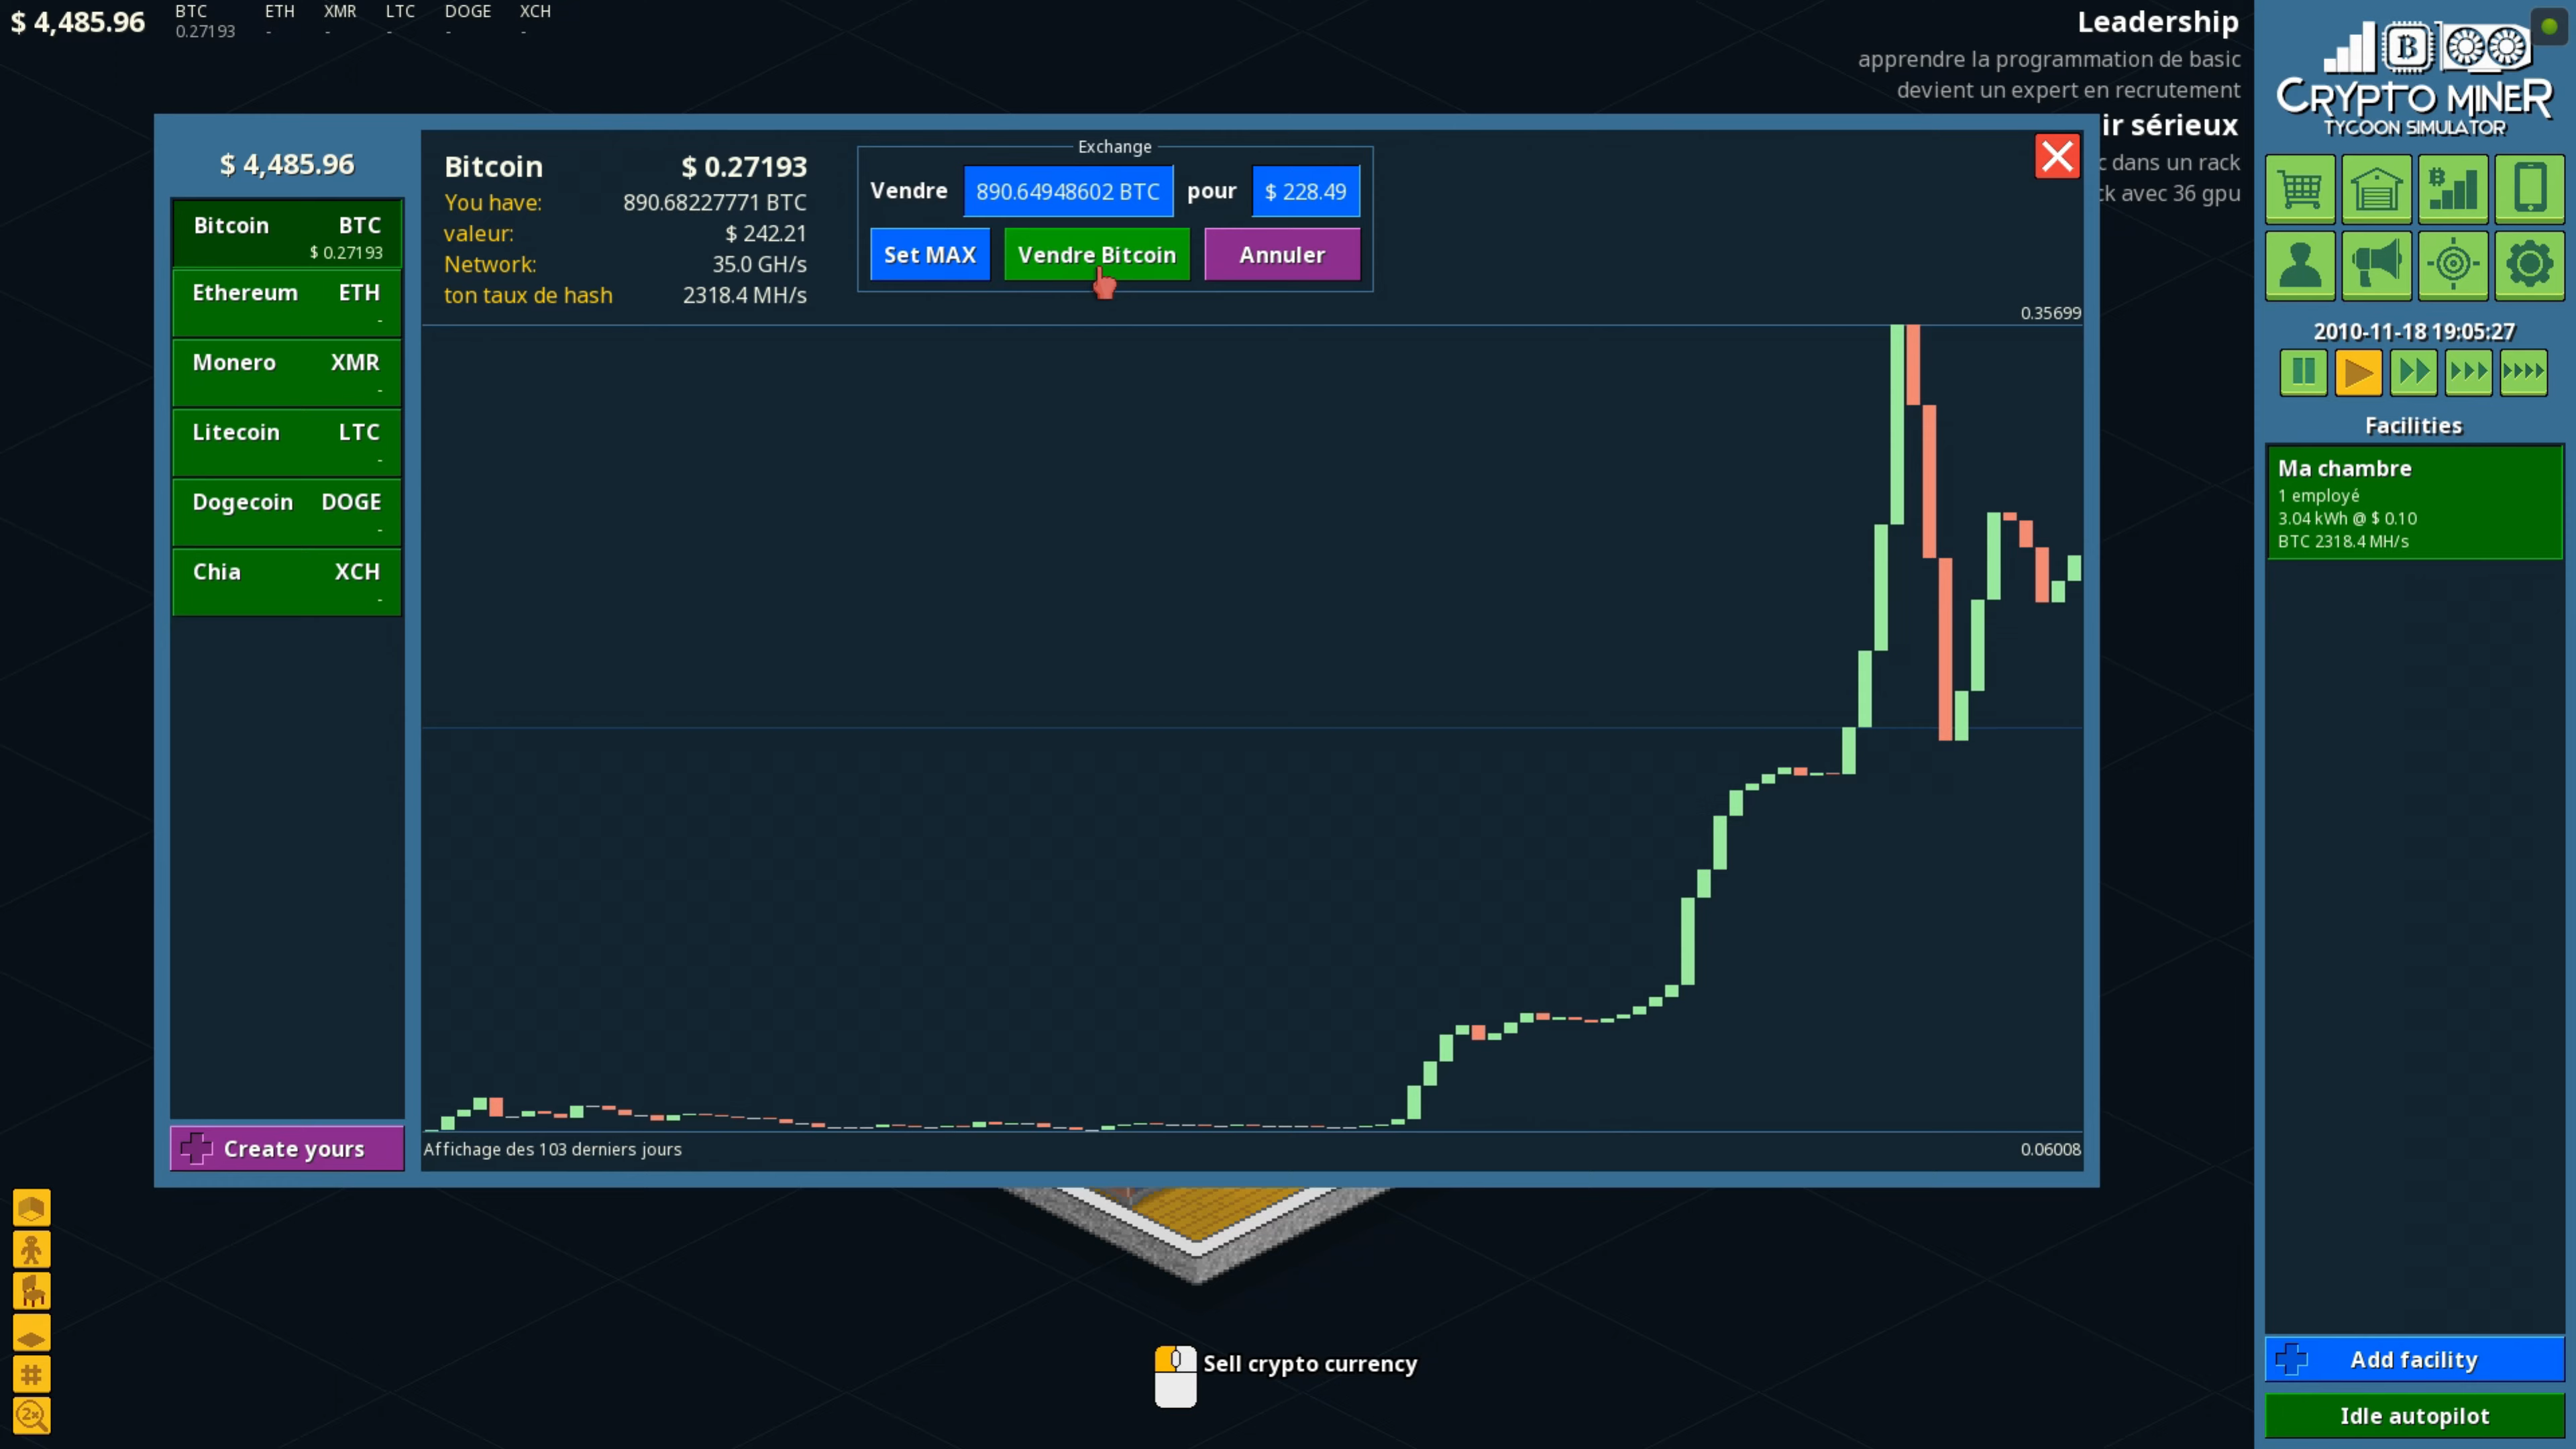 $ 4,485.96
BTC ETH XMR LTC DOGE XCH
0.27193 - - - - -
Leadership
apprendre la programmation de basic
devient un expert en recrutement
ir sérieux
c dans un rack
ck avec 36 gpu
CRYPTO MINER
TYCOON SIMULATOR
$ 4,485.96
Bitcoin BTC
$ 0.27193
Ethereum ETH
-
Monero XMR
-
Litecoin LTC
-
Dogecoin DOGE
-
Chia XCH
-
Create yours
Bitcoin $ 0.27193
You have: 890.68227771 BTC
valeur: $ 242.21
Network: 35.0 GH/s
ton taux de hash 2318.4 MH/s
Exchange
Vendre 890.64948602 BTC pour $ 228.49
Set MAX Vendre Bitcoin Annuler
0.35699
Affichage des 103 derniers jours 0.06008
2010-11-18 19:05:27
Facilities
Ma chambre
1 employé
3.04 kWh @ $ 0.10
BTC 2318.4 MH/s
Add facility
Idle autopilot
2x
Sell crypto currency